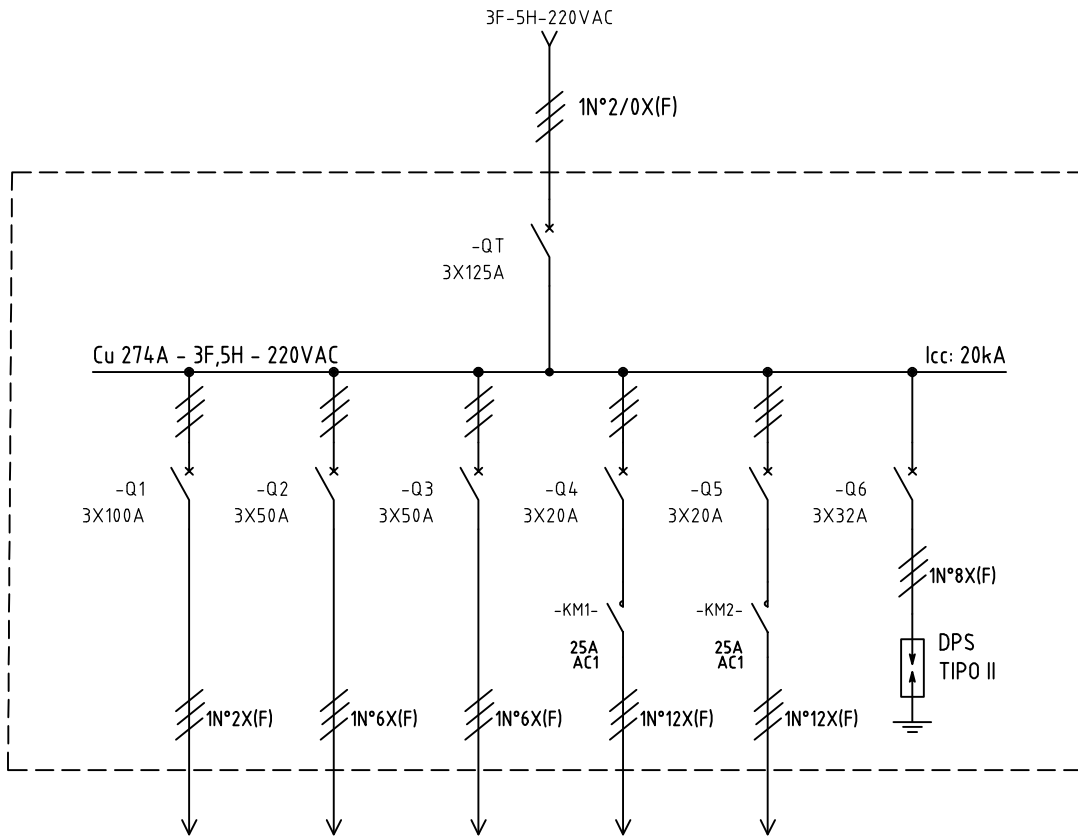 3F-5H-220VAC
1N°2/0X(F)
-QT
3X125A
Cu 274A - 3F,5H - 220VAC
Icc: 20kA
-Q1
3X100A
-Q2
3X50A
-Q3
3X50A
-Q4
3X20A
-Q5
3X20A
-Q6
3X32A
1N°8X(F)
-KM1-
25A
AC1
-KM2-
25A
AC1
DPS
TIPO II
1N°2X(F)
1N°6X(F)
1N°6X(F)
1N°12X(F)
1N°12X(F)